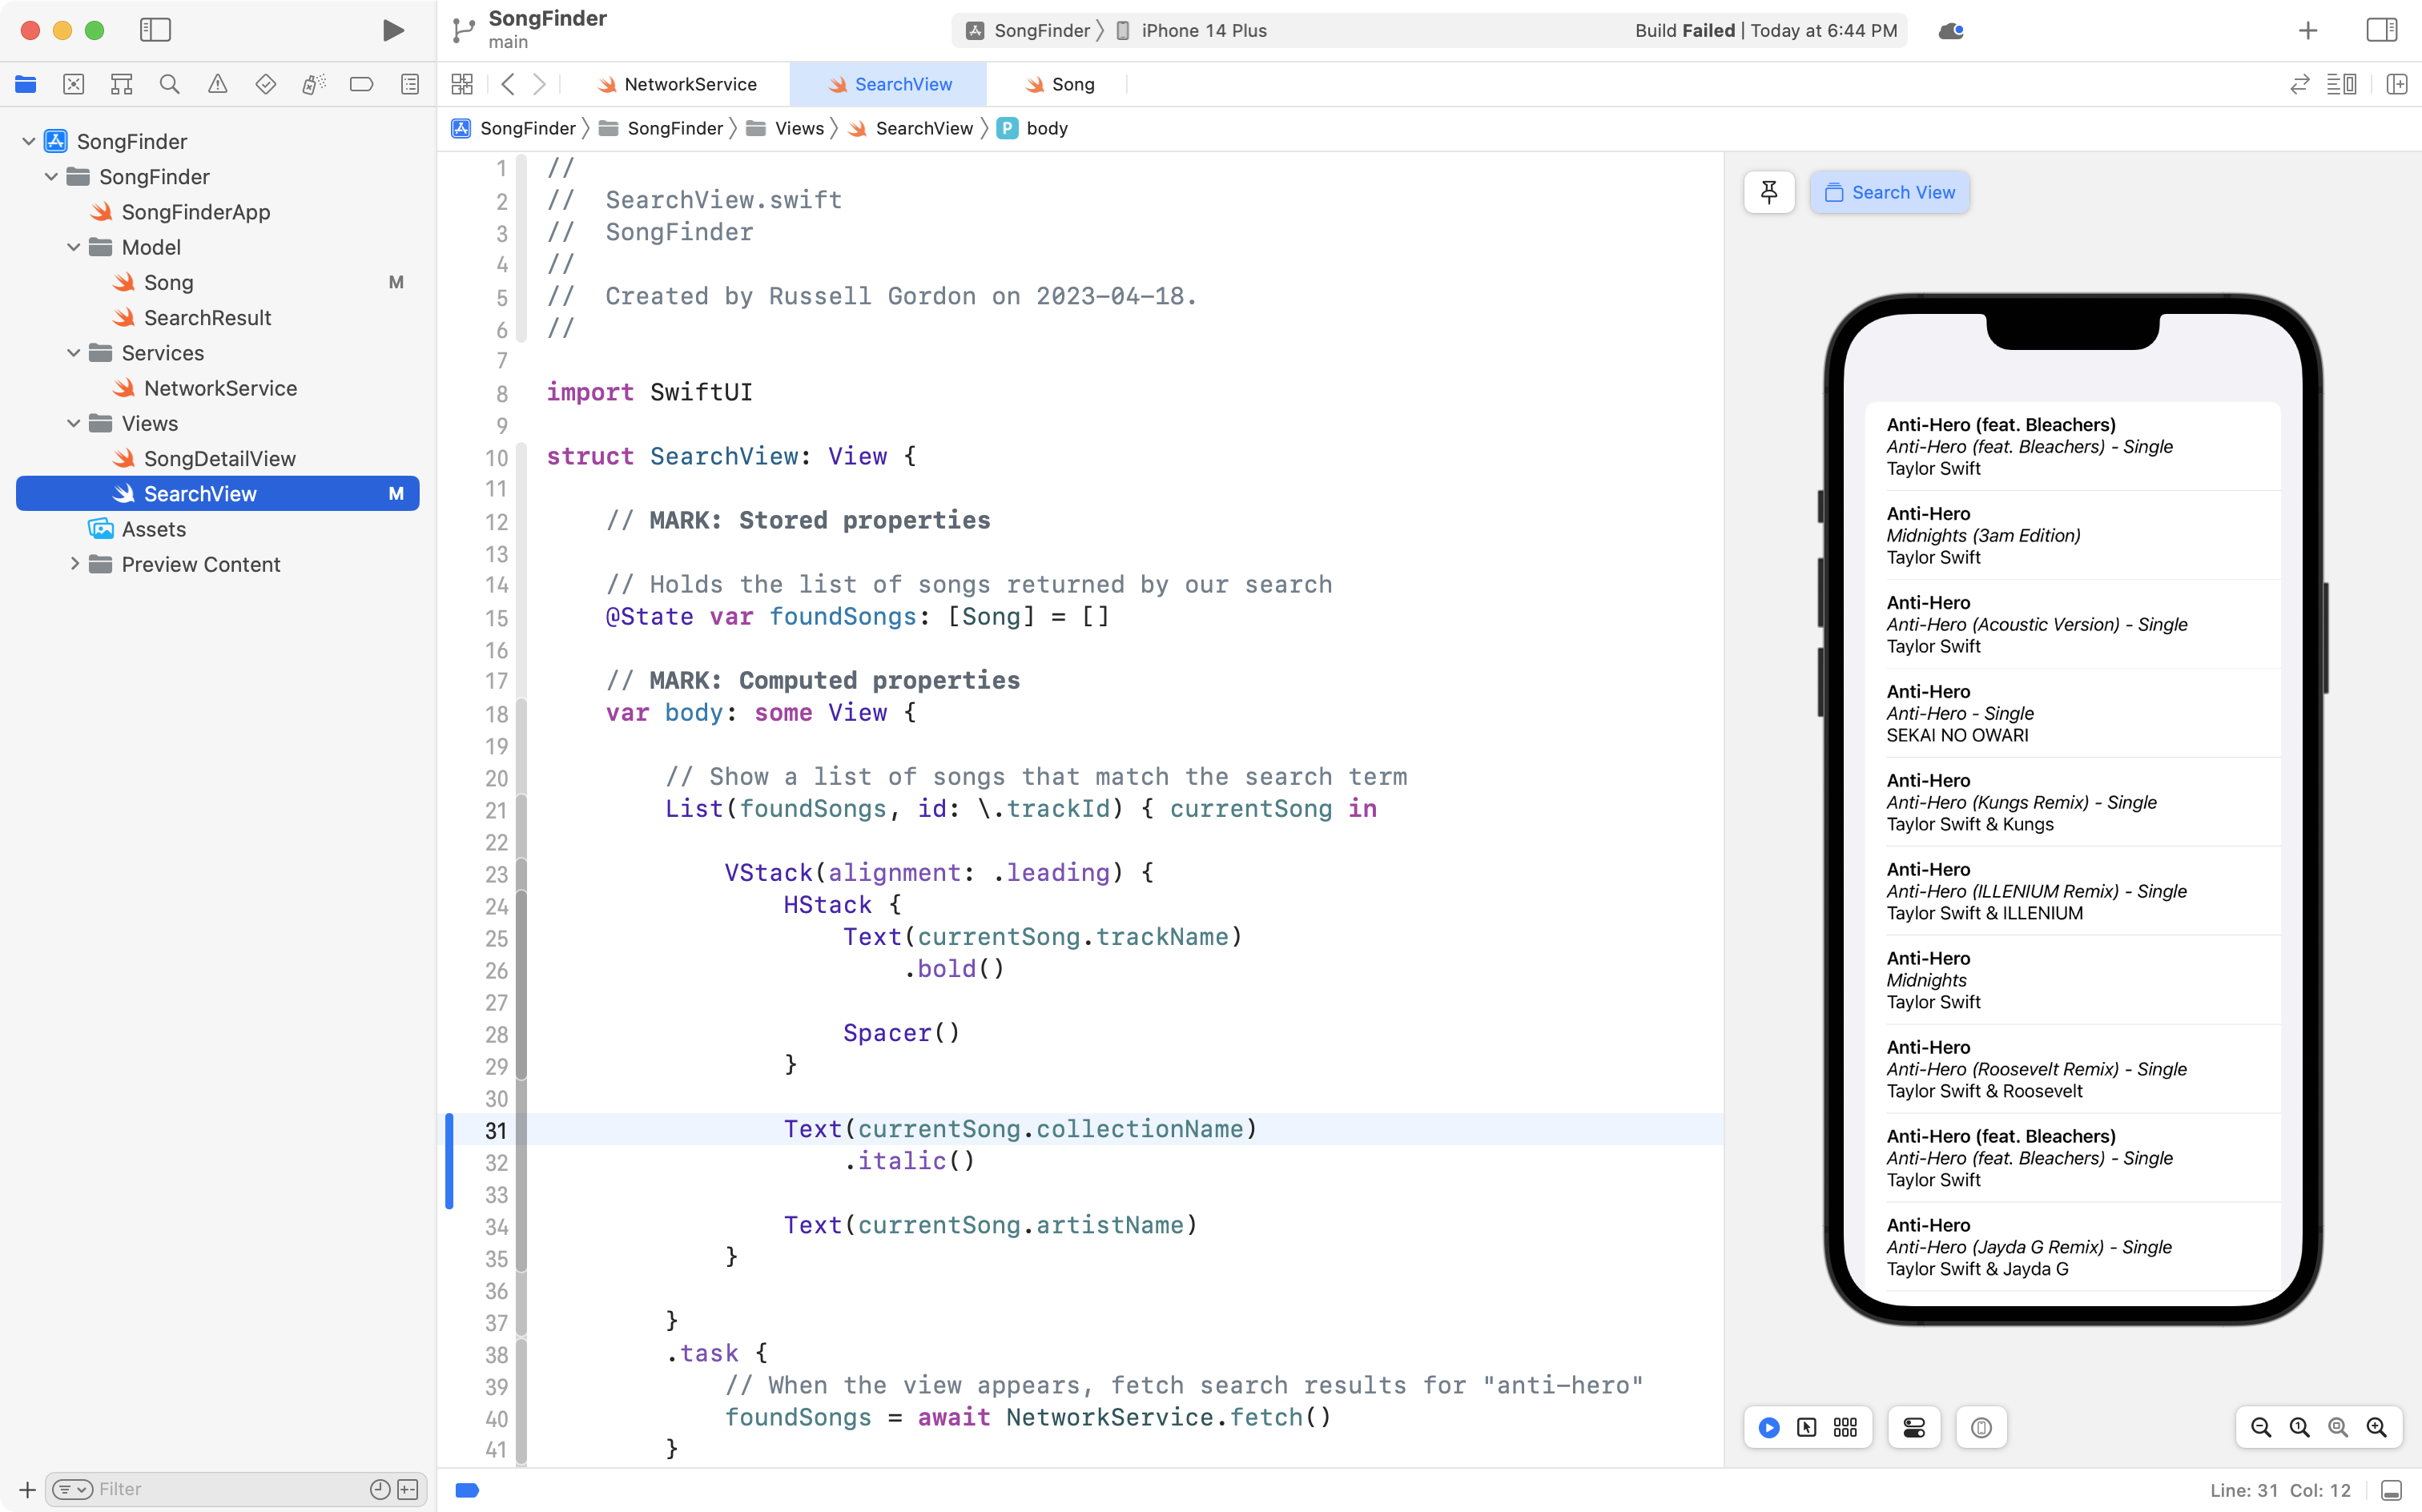 SongFinder
main
SongFinder
iPhone 14 Plus
Build Failed | Today at 6:44 PM
NetworkService
SearchView
Song
SongFinder
SongFinder
Views
SearchView
P
body
SongFinder
SongFinder
SongFinderApp
Model
Song
M
SearchResult
Services
NetworkService
Views
SongDetailView
SearchView
M
Assets
Preview Content
Filter
1 //
2 //  SearchView.swift
3 //  SongFinder
4 //
5 //  Created by Russell Gordon on 2023-04-18.
6 //
7
8 import SwiftUI
9
10 struct SearchView: View {
11
12     // MARK: Stored properties
13
14     // Holds the list of songs returned by our search
15     @State var foundSongs: [Song] = []
16
17     // MARK: Computed properties
18     var body: some View {
19
20         // Show a list of songs that match the search term
21         List(foundSongs, id: \.trackId) { currentSong in
22
23             VStack(alignment: .leading) {
24                 HStack {
25                     Text(currentSong.trackName)
26                         .bold()
27
28                     Spacer()
29                 }
30
31                 Text(currentSong.collectionName)
32                     .italic()
33
34                 Text(currentSong.artistName)
35             }
36
37         }
38         .task {
39             // When the view appears, fetch search results for "anti-hero"
40             foundSongs = await NetworkService.fetch()
41         }
Search View
Anti-Hero (feat. Bleachers)
Anti-Hero (feat. Bleachers) - Single
Taylor Swift
Anti-Hero
Midnights (3am Edition)
Taylor Swift
Anti-Hero
Anti-Hero (Acoustic Version) - Single
Taylor Swift
Anti-Hero
Anti-Hero - Single
SEKAI NO OWARI
Anti-Hero
Anti-Hero (Kungs Remix) - Single
Taylor Swift & Kungs
Anti-Hero
Anti-Hero (ILLENIUM Remix) - Single
Taylor Swift & ILLENIUM
Anti-Hero
Midnights
Taylor Swift
Anti-Hero
Anti-Hero (Roosevelt Remix) - Single
Taylor Swift & Roosevelt
Anti-Hero (feat. Bleachers)
Anti-Hero (feat. Bleachers) - Single
Taylor Swift
Anti-Hero
Anti-Hero (Jayda G Remix) - Single
Taylor Swift & Jayda G
Line: 31  Col: 12